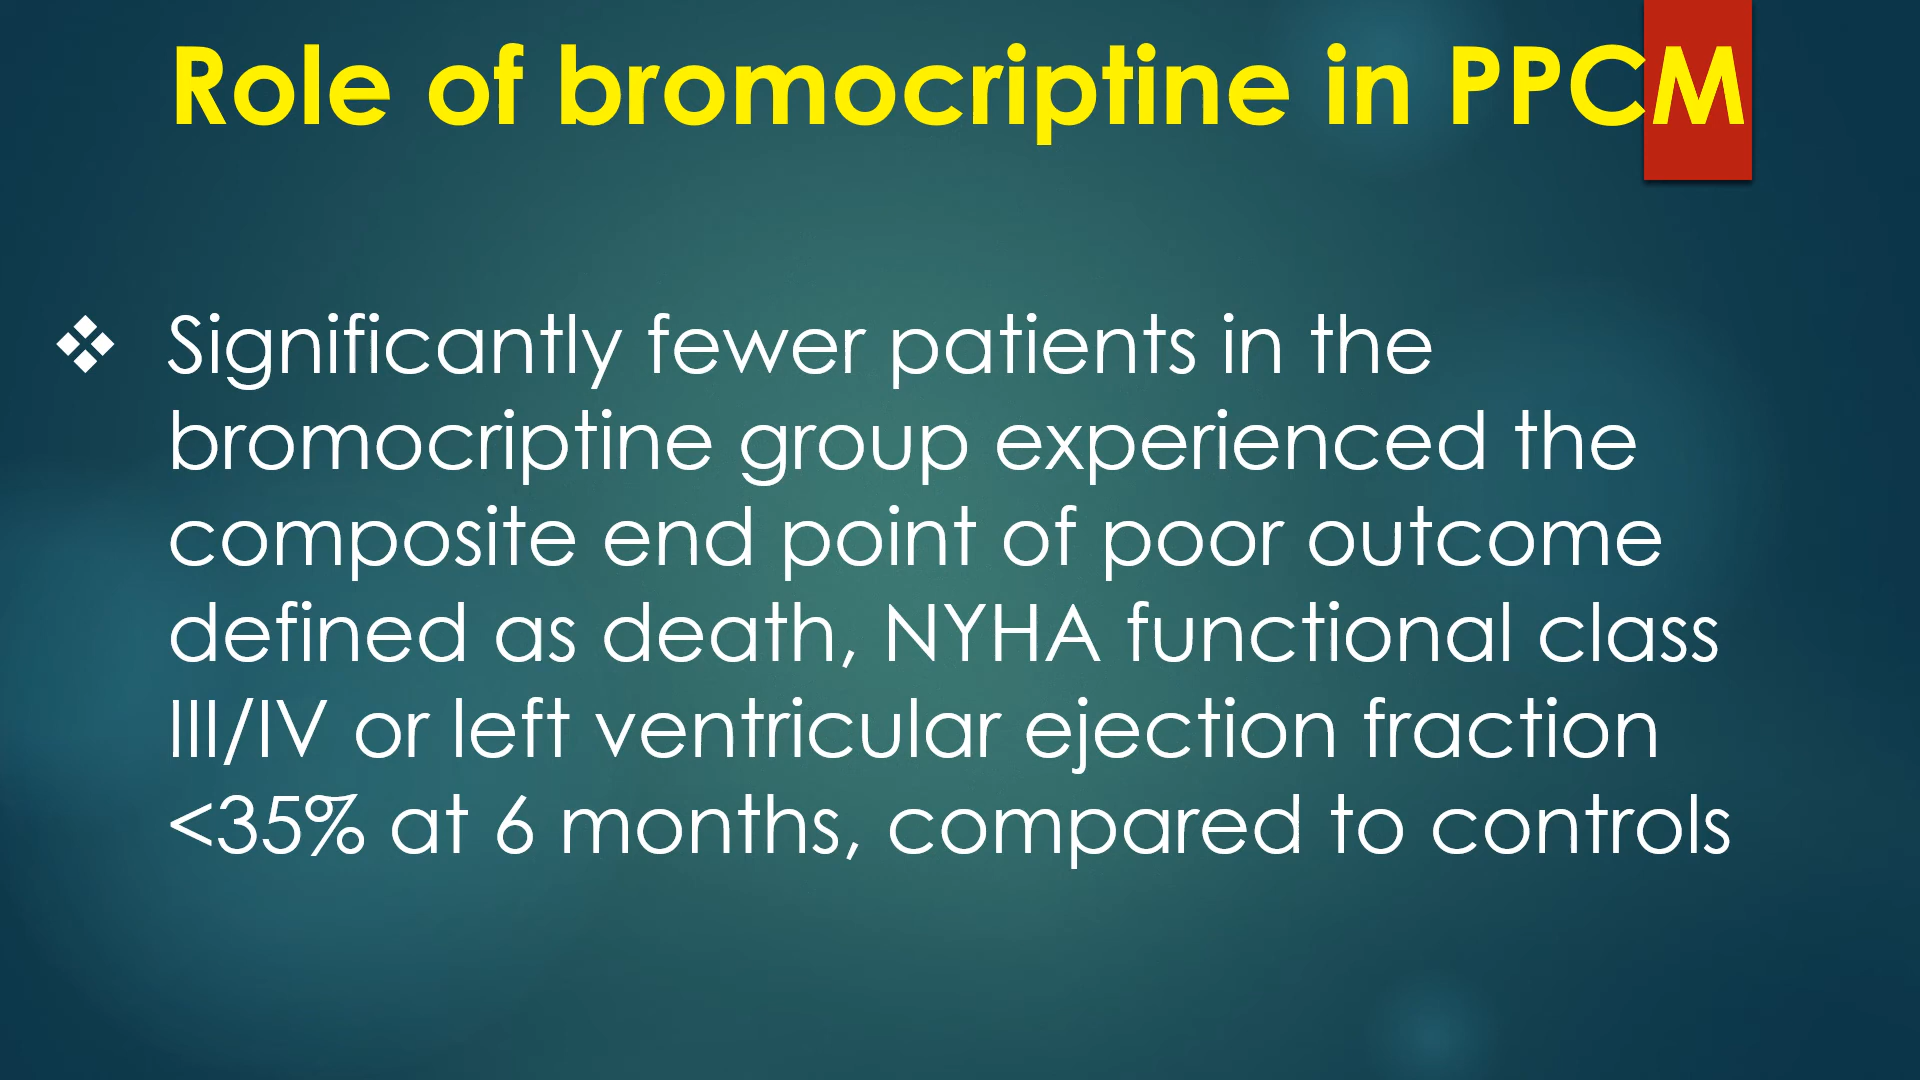 Role of bromocriptine in PPCM
❖ Significantly fewer patients in the
bromocriptine group experienced the
composite end point of poor outcome
defined as death, NYHA functional class
III/IV or left ventricular ejection fraction
<35% at 6 months, compared to controls